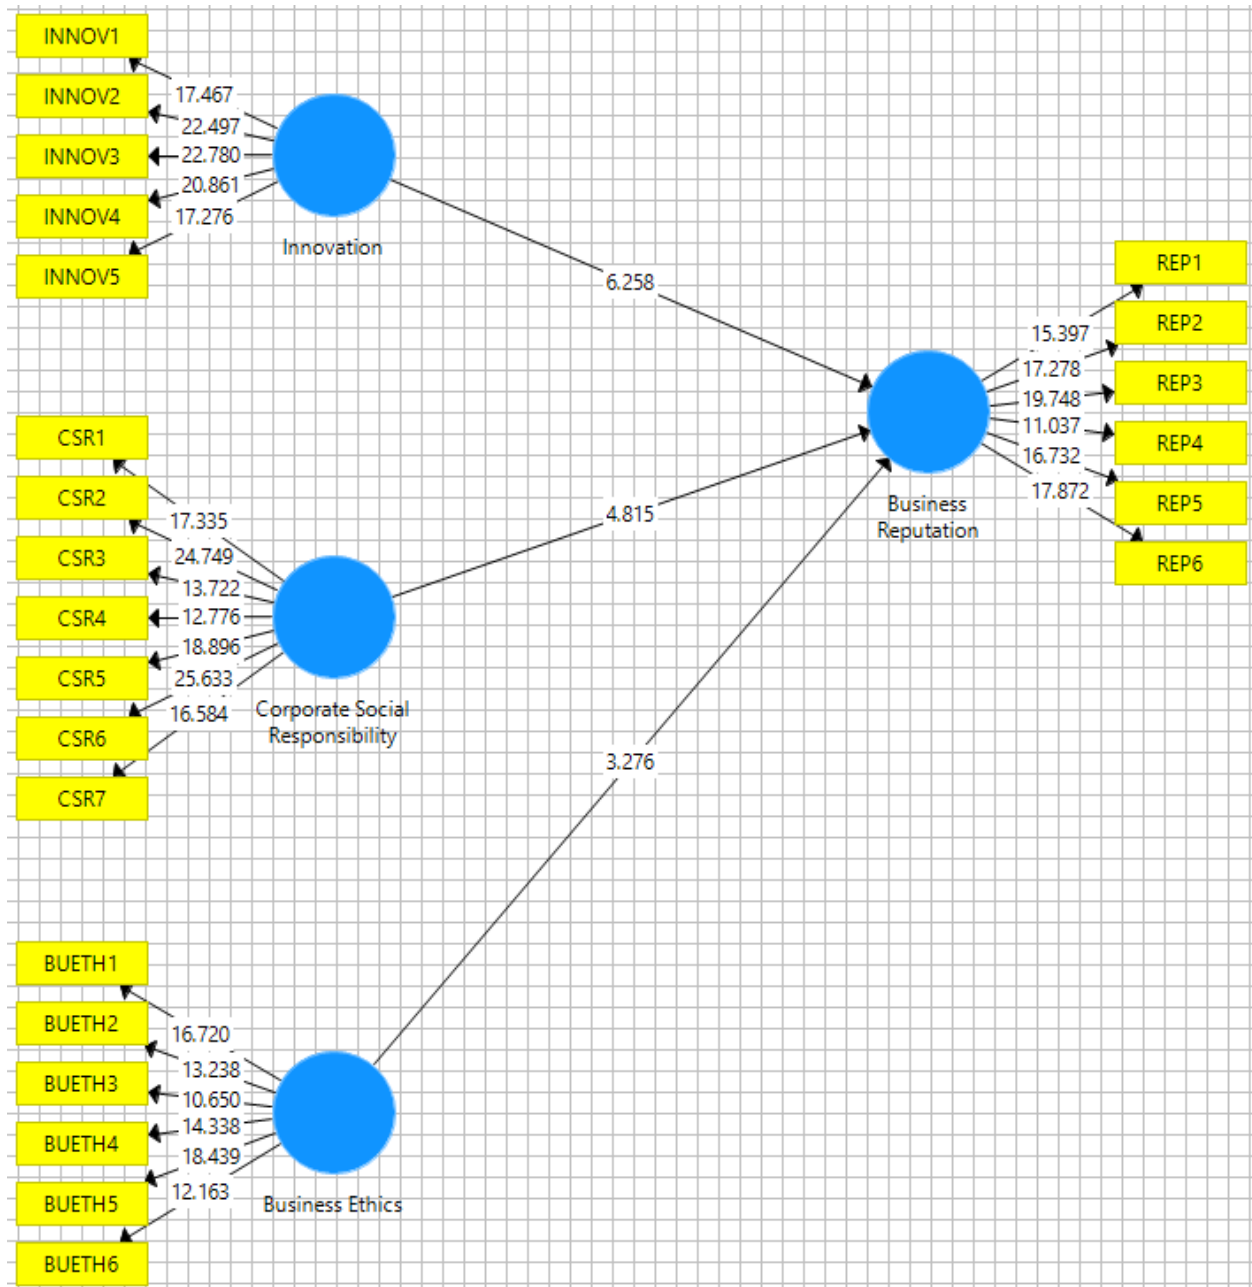 INNOV1
INNOV2
INNOV3
INNOV4
INNOV5
17.467
22.497
22.780
20.861
17.276
Innovation
6.258
CSR1
CSR2
CSR3
CSR4
CSR5
CSR6
CSR7
17.335
24.749
13.722
12.776
18.896
25.633
16.584
Corporate Social
Responsibility
4.815
BUETH1
BUETH2
BUETH3
BUETH4
BUETH5
BUETH6
16.720
13.238
10.650
14.338
18.439
12.163
Business Ethics
3.276
Business
Reputation
15.397
17.278
19.748
11.037
16.732
17.872
REP1
REP2
REP3
REP4
REP5
REP6